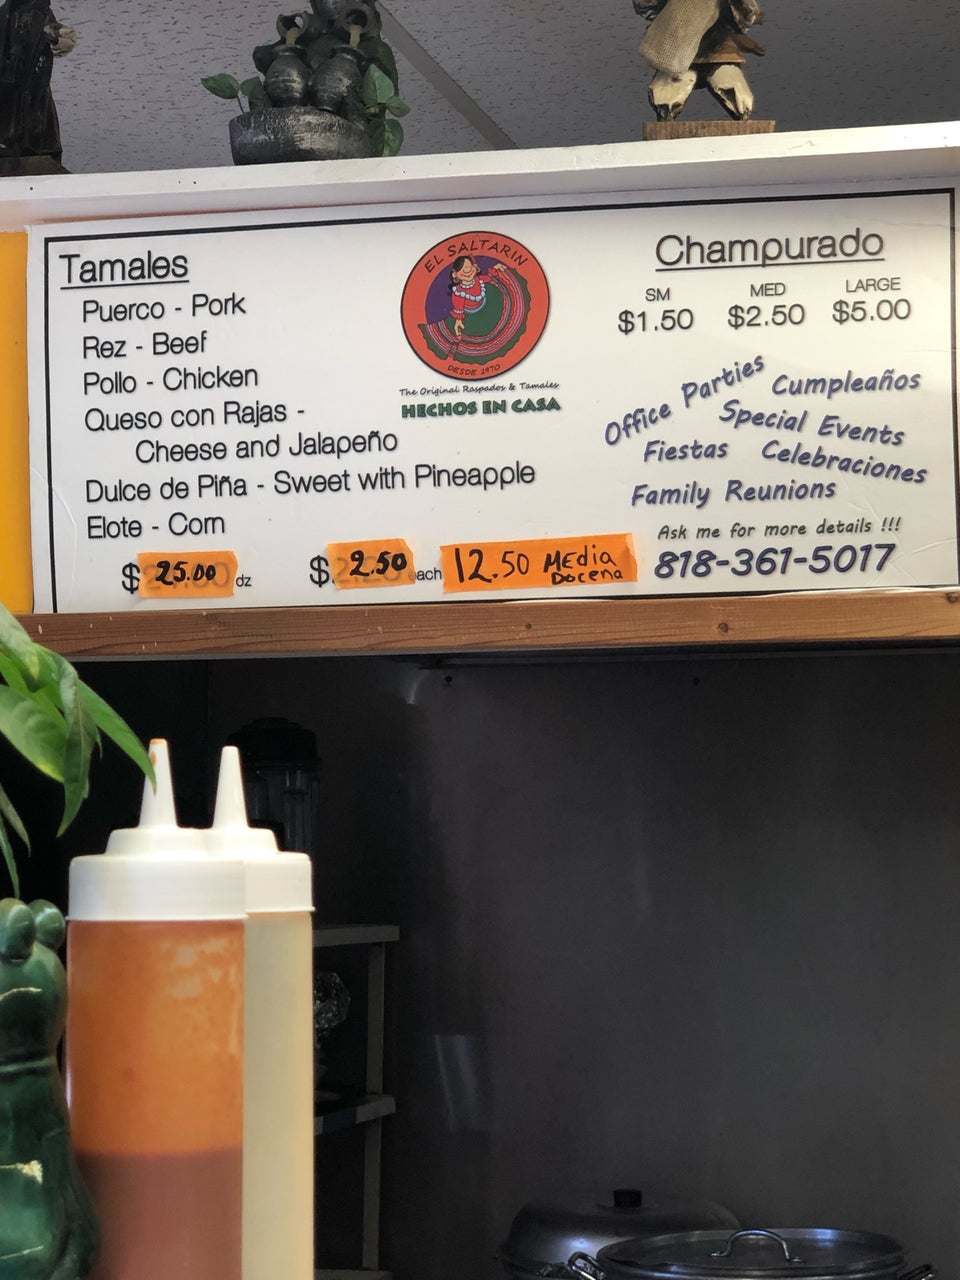 Tamales
Puerco - Pork
Rez - Beef
Pollo - Chicken
Queso con Rajas -
Cheese and Jalapeño
Dulce de Piña - Sweet with Pineapple
Elote - Corn
$25.00 dz
$2.50 each
12.50 Media
Docena
EL SALTARIN
DESDE 1970
The Original Raspados & Tamales
HECHOS EN CASA
Champurado
SM MED LARGE
$1.50 $2.50 $5.00
Office Parties
Cumpleaños
Special Events
Fiestas
Celebraciones
Family Reunions
Ask me for more details !!!
818-361-5017